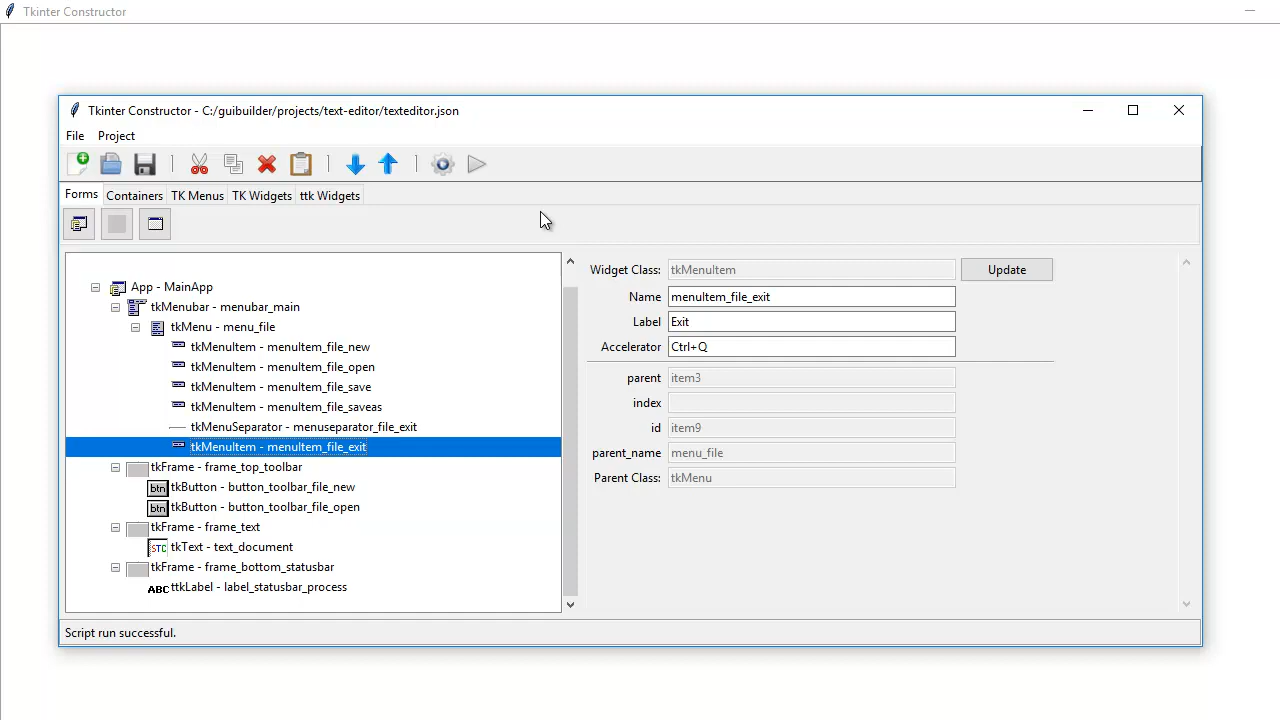 Tkinter Constructor
Tkinter Constructor - C:/guibuilder/projects/text-editor/texteditor.json
File Project
Forms Containers TK Menus TK Widgets ttk Widgets
App - MainApp
tkMenubar - menubar_main
tkMenu - menu_file
tkMenuItem - menuItem_file_new
tkMenuItem - menuItem_file_open
tkMenuItem - menuItem_file_save
tkMenuItem - menuItem_file_saveas
tkMenuSeparator - menuseparator_file_exit
tkMenuItem - menuItem_file_exit
tkFrame - frame_top_toolbar
btn tkButton - button_toolbar_file_new
btn tkButton - button_toolbar_file_open
tkFrame - frame_text
STC tkText - text_document
tkFrame - frame_bottom_statusbar
ABC ttkLabel - label_statusbar_process
Widget Class: tkMenuItem Update
Name menuItem_file_exit
Label Exit
Accelerator Ctrl+Q
parent item3
index
id item9
parent_name menu_file
Parent Class: tkMenu
Script run successful.